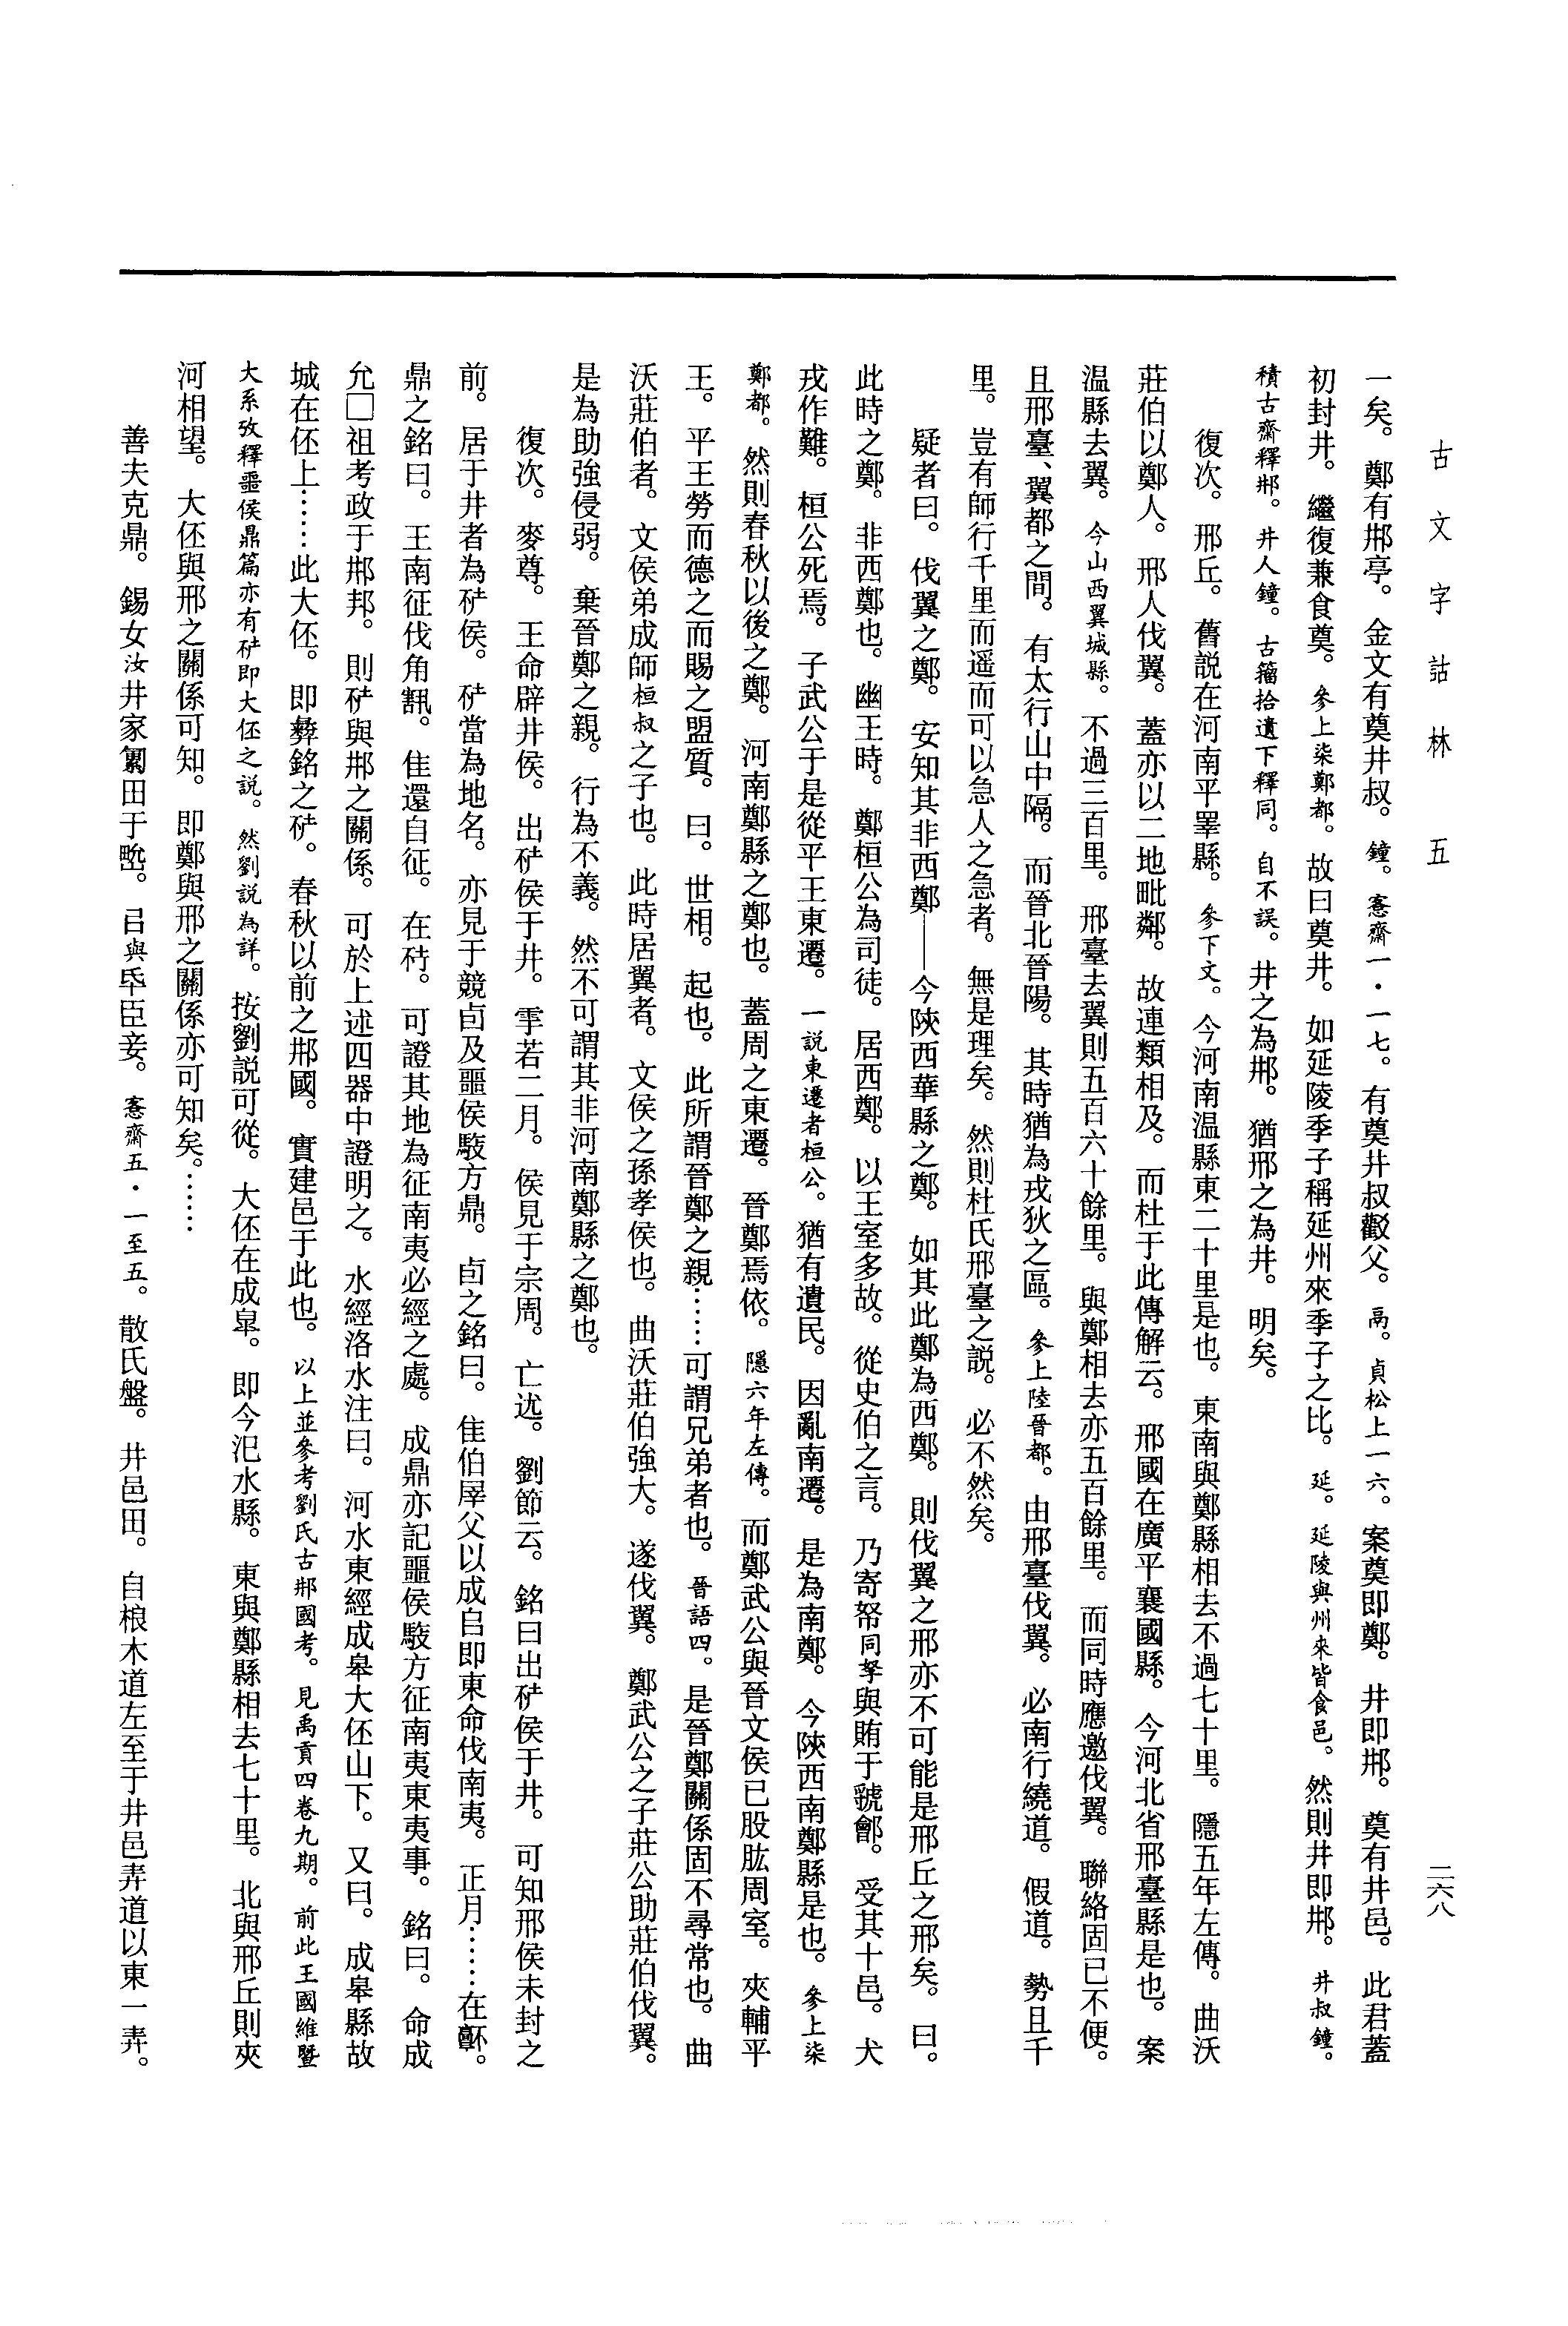 古文字詁林　五　二六八
一矣。鄭有邢亭。金文有奠井叔。鐘。愙齋一・一七。有奠井叔㱃父。鬲。貞松上一六。案奠即鄭。井即邢。奠有井邑。此君蓋
初封井。繼復兼食奠。參上柒鄭都。故曰奠井。如延陵季子稱延州來季子之比。延。延陵與州來皆食邑。然則井即邢。井叔鐘。
積古齋釋邢。井人鐘。古籀拾遺下釋同。自不誤。井之為邢。猶邢之為井。明矣。
復次。邢丘。舊説在河南平睪縣。參下文。今河南温縣東二十里是也。東南與鄭縣相去不過七十里。隱五年左傳。曲沃
莊伯以鄭人。邢人伐翼。蓋亦以二地毗鄰。故連類相及。而杜于此傳解云。邢國在廣平襄國縣。今河北省邢臺縣是也。案
温縣去翼。今山西翼城縣。不過三百里。邢臺去翼則五百六十餘里。與鄭相去亦五百餘里。而同時應邀伐翼。聯絡固已不便。
且邢臺、翼都之間。有太行山中隔。而晉北晉陽。其時猶為戎狄之區。參上陸晉都。由邢臺伐翼。必南行繞道。假道。勢且千
里。豈有師行千里而遥而可以急人之急者。無是理矣。然則杜氏邢臺之説。必不然矣。
疑者曰。伐翼之鄭。安知其非西鄭——今陝西華縣之鄭。如其此鄭為西鄭。則伐翼之邢亦不可能是邢丘之邢矣。曰。
此時之鄭。非西鄭也。幽王時。鄭桓公為司徒。居西鄭。以王室多故。從史伯之言。乃寄帑同孥與賄于虢鄶。受其十邑。犬
戎作難。桓公死焉。子武公于是從平王東遷。一説東遷者桓公。猶有遺民。因亂南遷。是為南鄭。今陝西南鄭縣是也。參上柒
鄭都。然則春秋以後之鄭。河南鄭縣之鄭也。蓋周之東遷。晉鄭焉依。隱六年左傳。而鄭武公與晉文侯已股肱周室。夾輔平
王。平王勞而德之而賜之盟質。曰。世相。起也。此所謂晉鄭之親……可謂兄弟者也。晉語四。是晉鄭關係固不尋常也。曲
沃莊伯者。文侯弟成師桓叔之子也。此時居翼者。文侯之孫孝侯也。曲沃莊伯強大。遂伐翼。鄭武公之子莊公助莊伯伐翼。
是為助強侵弱。棄晉鄭之親。行為不義。然不可謂其非河南鄭縣之鄭也。
復次。麥尊。王命辟井侯。出𥐖侯于井。雩若二月。侯見于宗周。亡𨒪。劉節云。銘曰出𥐖侯于井。可知邢侯未封之
前。居于井者為𥐖侯。𥐖當為地名。亦見于競卣及噩侯馭方鼎。卣之銘曰。隹伯屖父以成𠂤即東命伐南夷。正月……在。
鼎之銘曰。王南征伐角。隹還自征。在。可證其地為征南夷必經之處。成鼎亦記噩侯馭方征南夷東夷事。銘曰。命成
允□祖考政于邢邦。則𥐖與邢之關係。可於上述四器中證明之。水經洛水注曰。河水東經成皋大伾山下。又曰。成皋縣故
城在伾上……此大伾。即彝銘之𥐖。春秋以前之邢國。實建邑于此也。以上並參考劉氏古邢國考。見禹貢四卷九期。前此王國維暨
大系攷釋噩侯鼎篇亦有𥐖即大伾之説。然劉説為詳。按劉説可從。大伾在成皐。即今汜水縣。東與鄭縣相去七十里。北與邢丘則夾
河相望。大伾與邢之關係可知。即鄭與邢之關係亦可知矣。……
善夫克鼎。錫女汝井家田于。㠯與氒臣妾。愙齋五・一至五。散氏盤。井邑田。自桹木道左至于井邑弄道以東一弄。